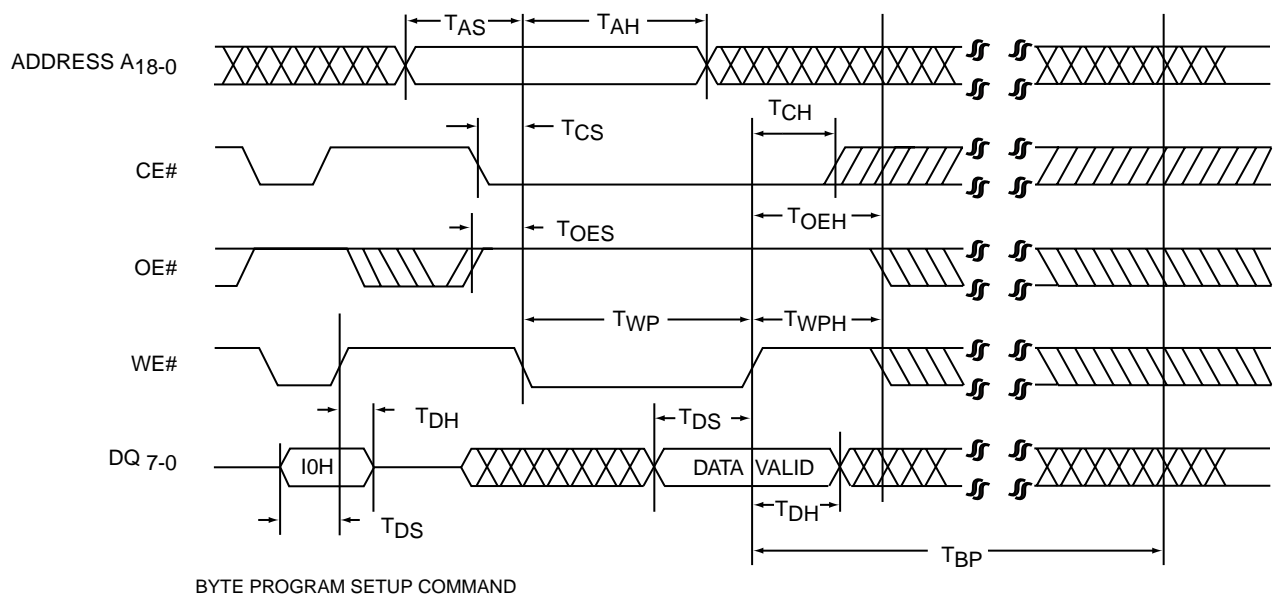 TAS
TAH
ADDRESS A18-0
TCH
TCS
CE#
TOEH
TOES
OE#
TWP
TWPH
WE#
TDH
TDS
DQ 7-0
I0H
DATA VALID
TDH
TDS
TBP
BYTE PROGRAM SETUP COMMAND